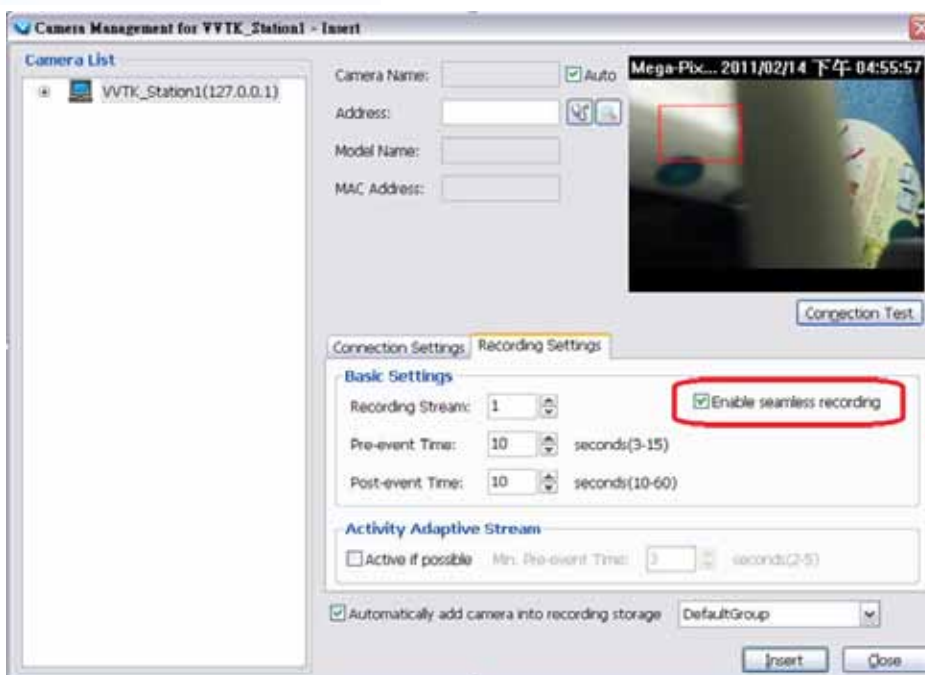 Camera Management for VVTK_Station1 - Insert
Camera List
VVTK_Station1(127.0.0.1)
Camera Name:
Auto
Address:
Model Name:
MAC Address:
Mega-Pix... 2011/02/14 下午 04:55:57
Connection Test
Connection Settings
Recording Settings
Basic Settings
Recording Stream: 1
Enable seamless recording
Pre-event Time: 10 seconds(3-15)
Post-event Time: 10 seconds(10-60)
Activity Adaptive Stream
Active if possible Min. Pre-event Time: 3 seconds(2-5)
Automatically add camera into recording storage DefaultGroup
Insert
Close